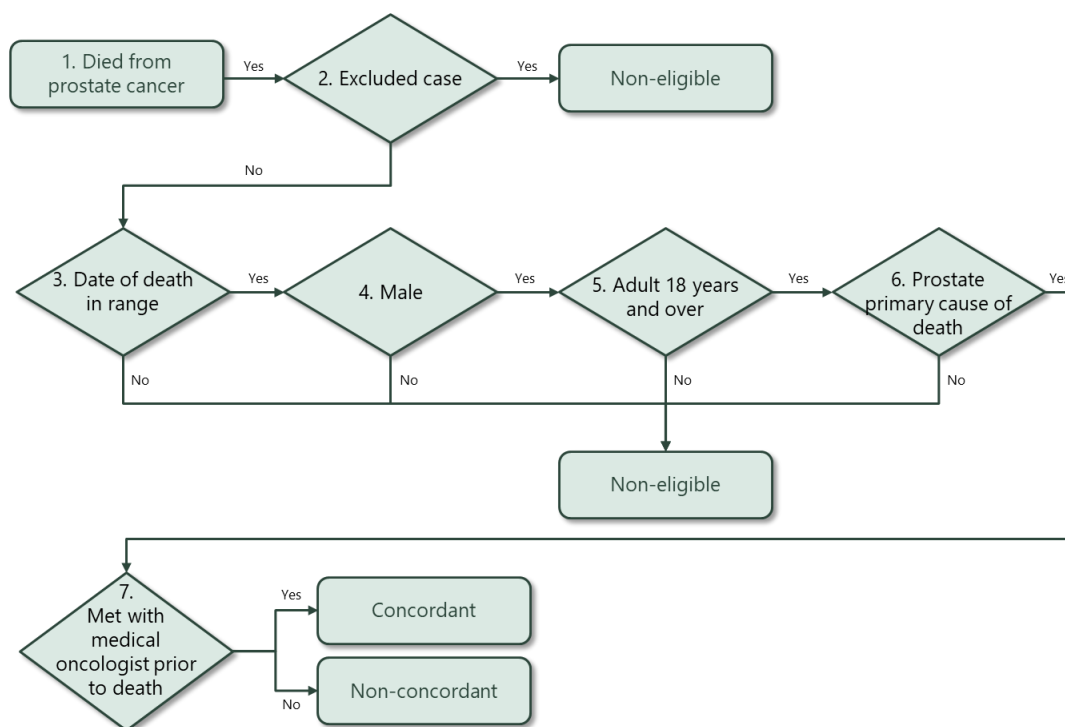 1. Died from
prostate cancer
Yes
2. Excluded case
Yes
Non-eligible
No
3. Date of death
in range
Yes
4. Male
Yes
5. Adult 18 years
and over
Yes
6. Prostate
primary cause of
death
Yes
No
No
No
No
Non-eligible
7.
Met with
medical
oncologist prior
to death
Yes
Concordant
No
Non-concordant